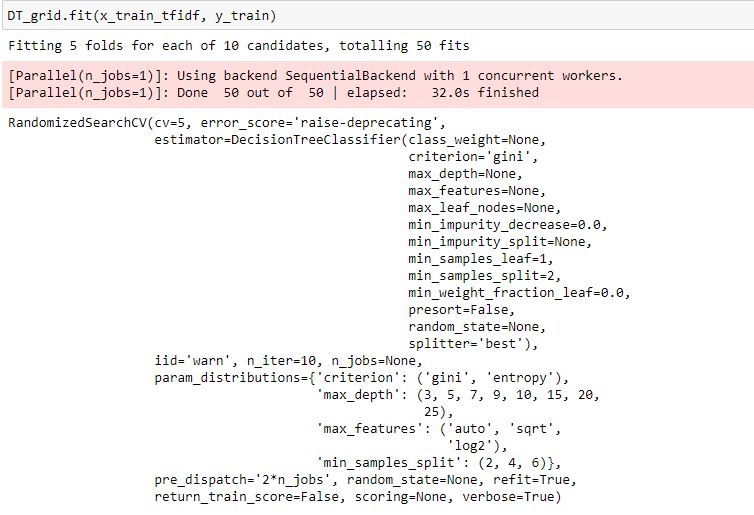 DT_grid.fit(x_train_tfidf, y_train)
Fitting 5 folds for each of 10 candidates, totalling 50 fits
[Parallel(n_jobs=1)]: Using backend SequentialBackend with 1 concurrent workers.
[Parallel(n_jobs=1)]: Done  50 out of  50 | elapsed:   32.0s finished
RandomizedSearchCV(cv=5, error_score='raise-deprecating',
                   estimator=DecisionTreeClassifier(class_weight=None,
                                                    criterion='gini',
                                                    max_depth=None,
                                                    max_features=None,
                                                    max_leaf_nodes=None,
                                                    min_impurity_decrease=0.0,
                                                    min_impurity_split=None,
                                                    min_samples_leaf=1,
                                                    min_samples_split=2,
                                                    min_weight_fraction_leaf=0.0,
                                                    presort=False,
                                                    random_state=None,
                                                    splitter='best'),
                   iid='warn', n_iter=10, n_jobs=None,
                   param_distributions={'criterion': ('gini', 'entropy'),
                                        'max_depth': (3, 5, 7, 9, 10, 15, 20,
                                                      25),
                                        'max_features': ('auto', 'sqrt',
                                                         'log2'),
                                        'min_samples_split': (2, 4, 6)},
                   pre_dispatch='2*n_jobs', random_state=None, refit=True,
                   return_train_score=False, scoring=None, verbose=True)